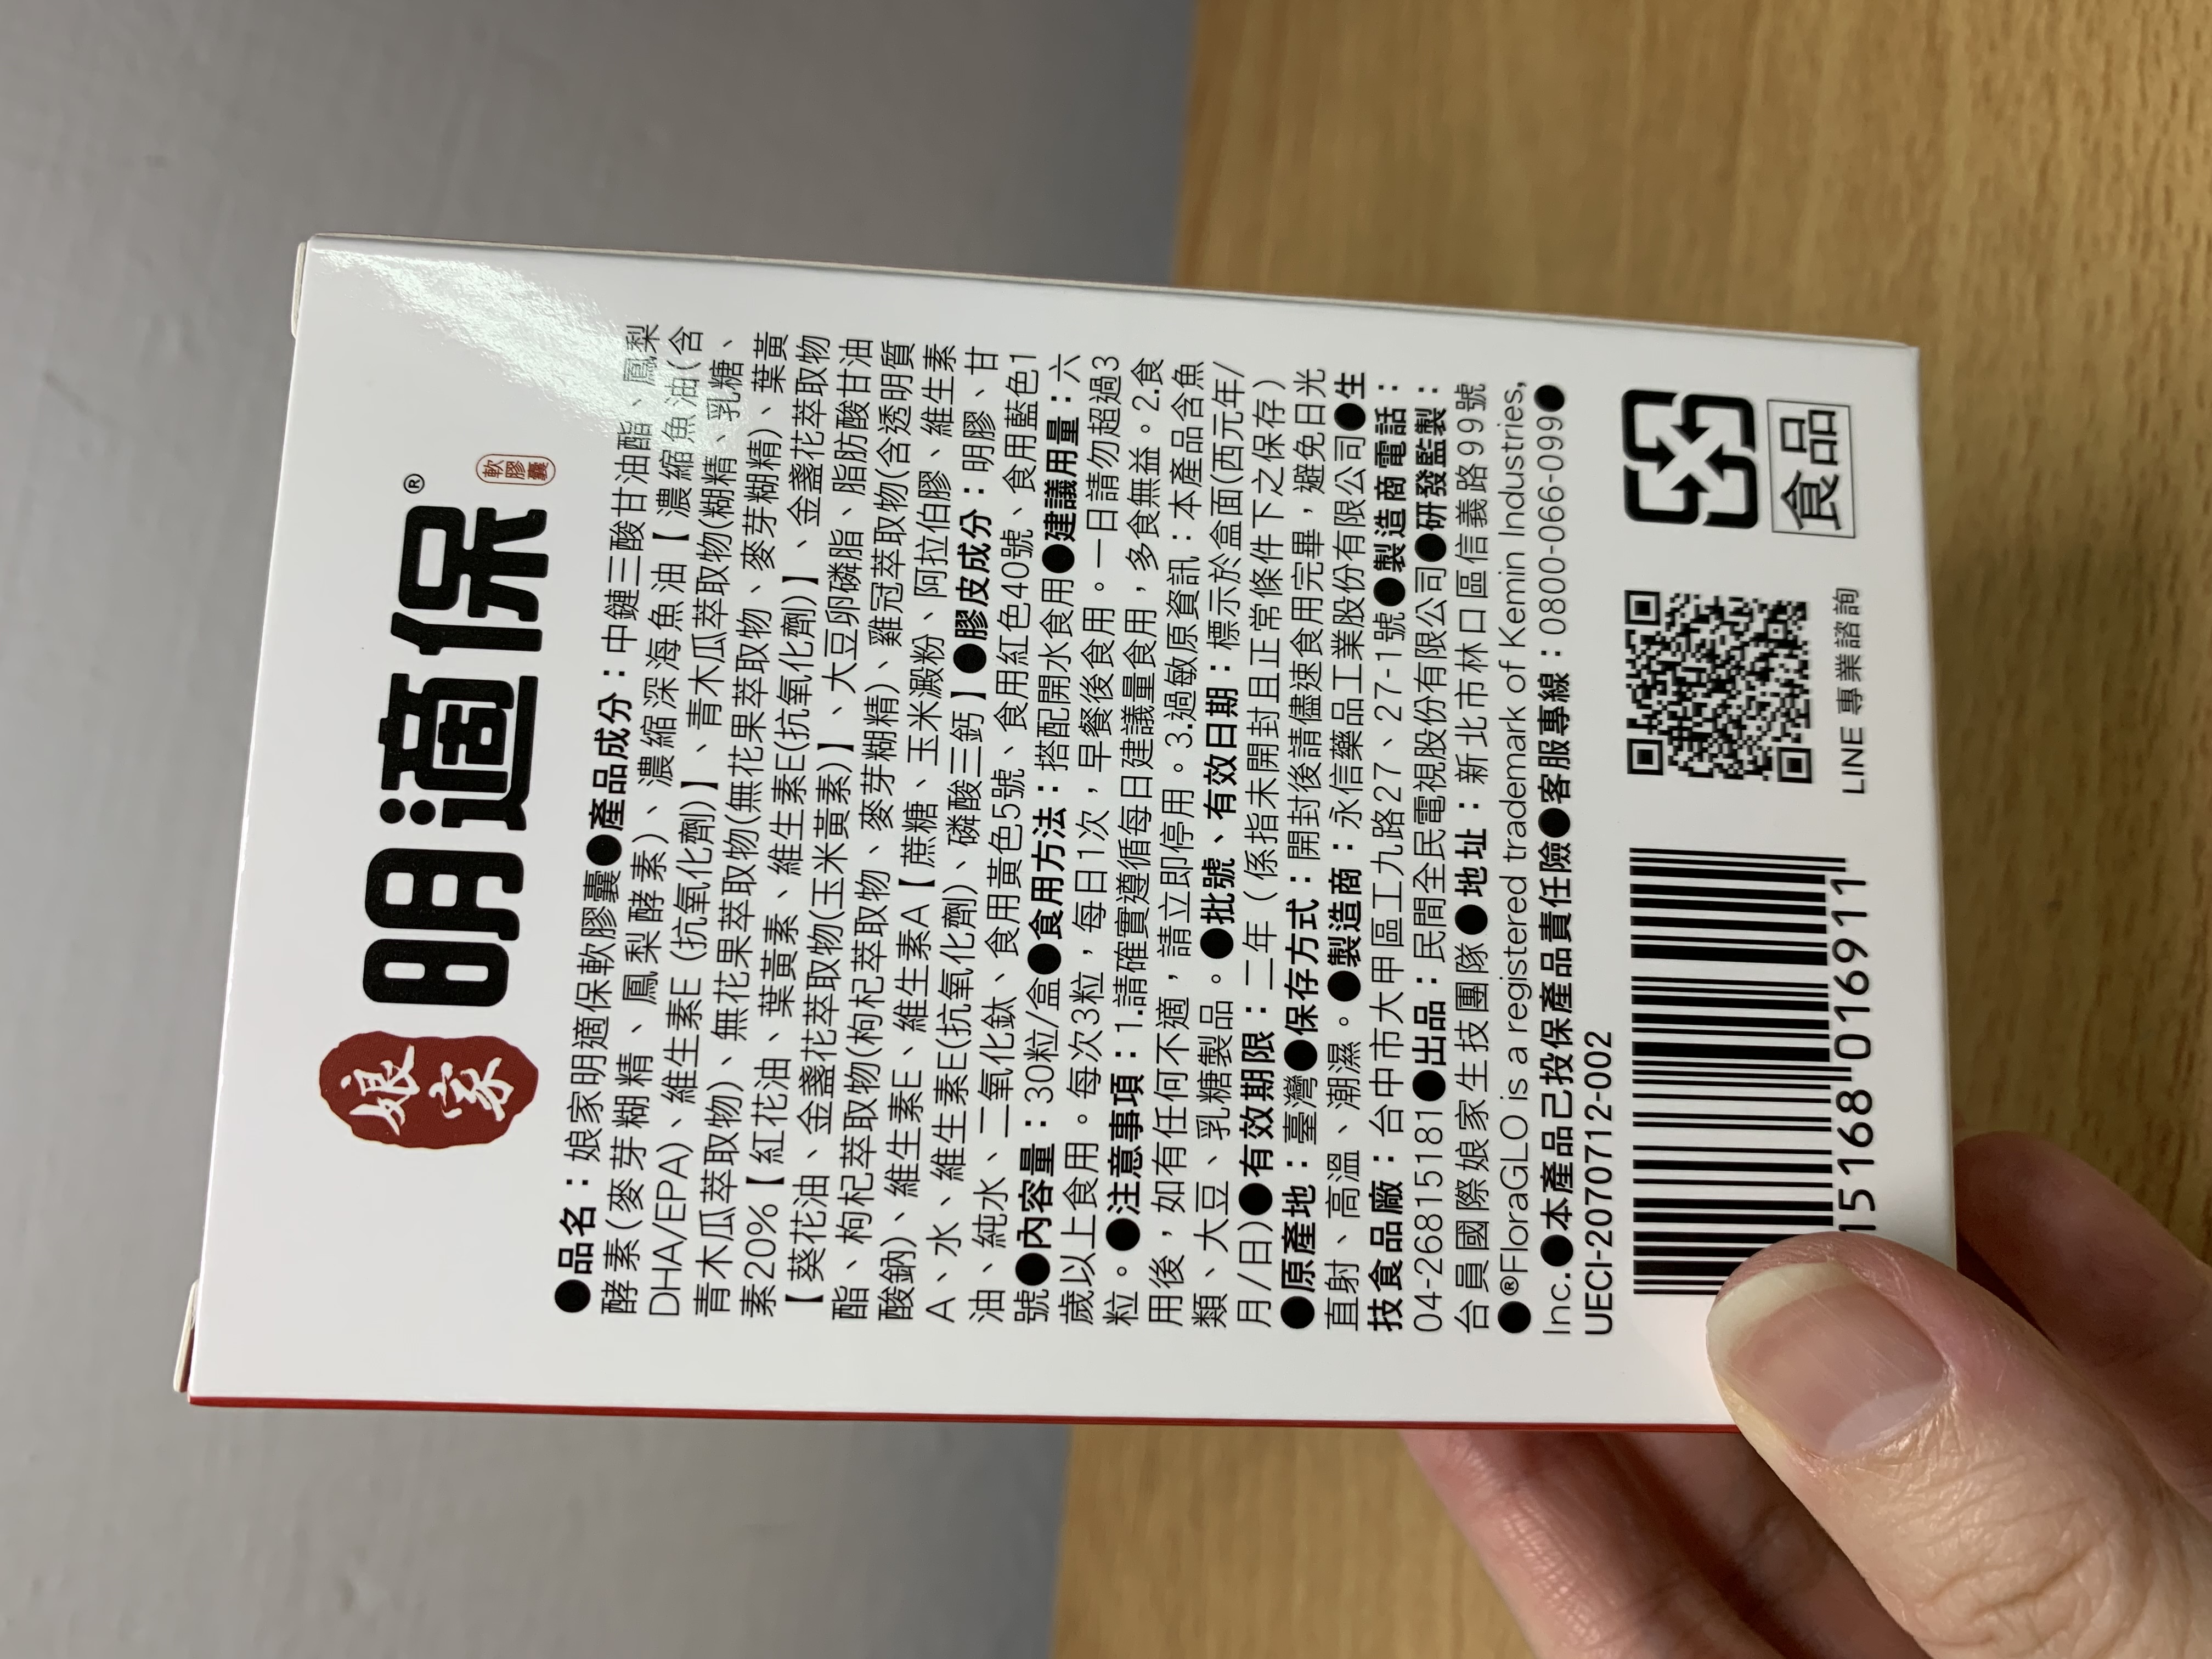 娘家 明適保®
軟膠囊
●品名：娘家明適保軟膠囊●產品成分：中鏈三酸甘油酯、鳳梨
酵素(麥芽糊精、鳳梨酵素)、濃縮深海魚油【濃縮魚油(含
DHA/EPA)、維生素E (抗氧化劑)】、青木瓜萃取物(糊精、乳糖、
青木瓜萃取物)、無花果萃取物(無花果萃取物、麥芽糊精)、葉黃
素20%【紅花油、葉黃素、維生素E(抗氧化劑)】、金盞花萃取物
【葵花油、金盞花萃取物(玉米黃素)】、大豆卵磷脂、脂肪酸甘油
酯、枸杞萃取物(枸杞萃取物、麥芽糊精)、雞冠萃取物(含透明質
酸鈉)、維生素E、維生素A【蔗糖、玉米澱粉、阿拉伯膠、維生素
A、水、維生素E(抗氧化劑)、磷酸三鈣】●膠皮成分：明膠、甘
油、純水、二氧化鈦、食用黃色5號、食用紅色40號、食用藍色1
號●內容量：30粒/盒●食用方法：搭配開水食用●建議用量：六
歲以上食用。每次3粒，每日1次，早餐後食用。一日請勿超過3
粒。●注意事項：1.請確實遵循每日建議量食用，多食無益。2.食
用後，如有任何不適，請立即停用。3.過敏原資訊：本產品含魚
類、大豆、乳糖製品。●批號、有效日期：標示於盒面(西元年/
月/日)●有效期限：二年（係指未開封且正常條件下之保存）
●原產地：臺灣●保存方式：開封後請儘速食用完畢，避免日光
直射、高溫、潮濕。●製造商：永信藥品工業股份有限公司●生
技食品廠：台中市大甲區工九路27、27-1號●製造商電話：
04-26815181●出品：民間全民電視股份有限公司●研發監製：
台員國際娘家生技團隊●地址：新北市林口區信義路99號
●®FloraGLO is a registered trademark of Kemin Industries,
Inc.●本產品已投保產品責任險●客服專線：0800-066-099●
UECI-2070712-002
15168 016911
LINE 專業諮詢
食品